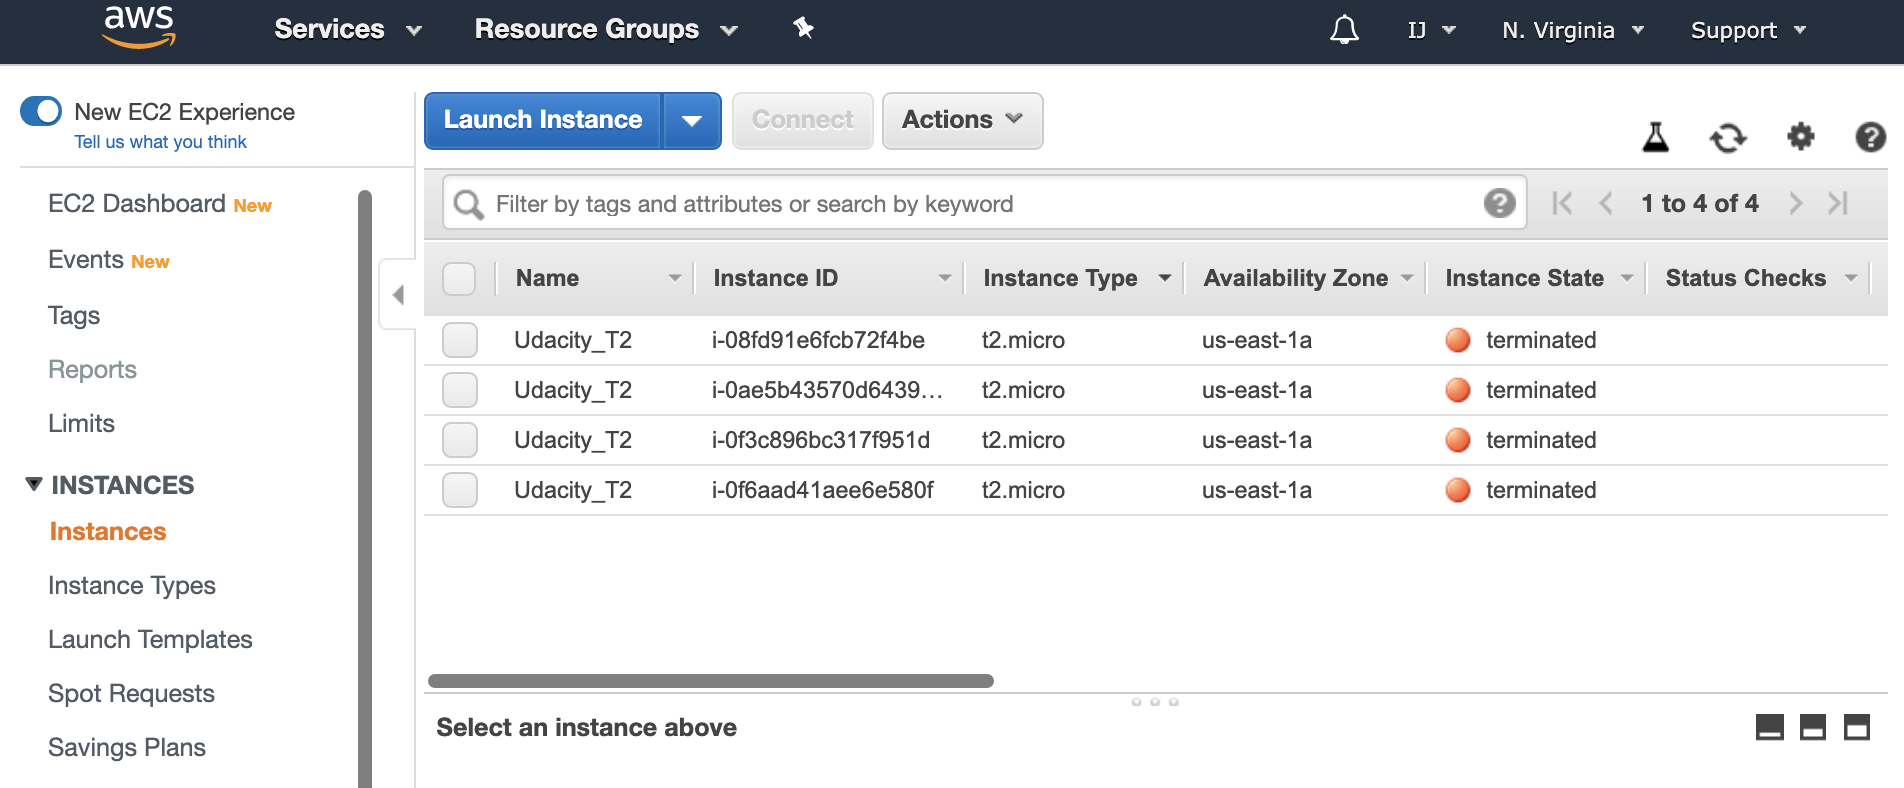 aws Services Resource Groups IJ N. Virginia Support
New EC2 Experience
Tell us what you think
EC2 Dashboard New
Events New
Tags
Reports
Limits
INSTANCES
Instances
Instance Types
Launch Templates
Spot Requests
Savings Plans
Launch Instance Connect Actions
Filter by tags and attributes or search by keyword 1 to 4 of 4
Name Instance ID Instance Type Availability Zone Instance State Status Checks
Udacity_T2 i-08fd91e6fcb72f4be t2.micro us-east-1a terminated
Udacity_T2 i-0ae5b43570d6439... t2.micro us-east-1a terminated
Udacity_T2 i-0f3c896bc317f951d t2.micro us-east-1a terminated
Udacity_T2 i-0f6aad41aee6e580f t2.micro us-east-1a terminated
Select an instance above